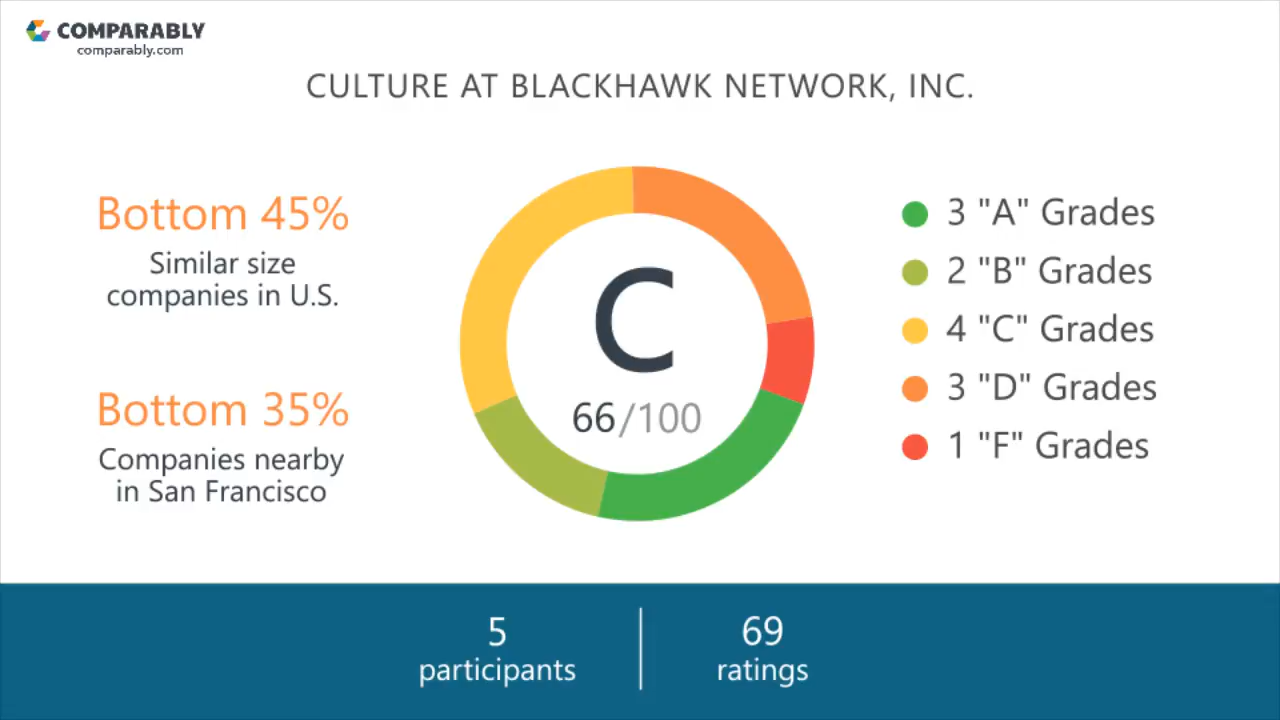 COMPARABLY
comparably.com
CULTURE AT BLACKHAWK NETWORK, INC.
Bottom 45%
Similar size
companies in U.S.
Bottom 35%
Companies nearby
in San Francisco
C
66/100
3 "A" Grades
2 "B" Grades
4 "C" Grades
3 "D" Grades
1 "F" Grades
5
participants
69
ratings